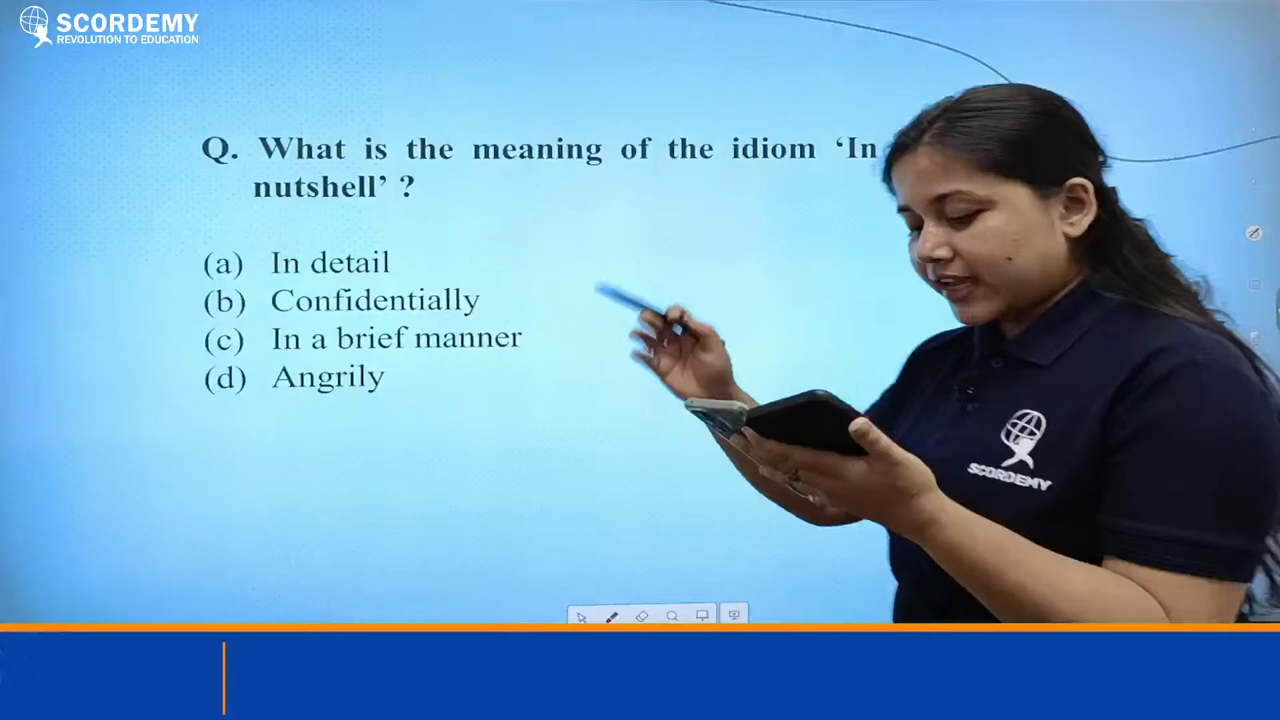 SCORDEMY
REVOLUTION TO EDUCATION
Q. What is the meaning of the idiom ‘In
nutshell’ ?
(a) In detail
(b) Confidentially
(c) In a brief manner
(d) Angrily
SCORDEMY